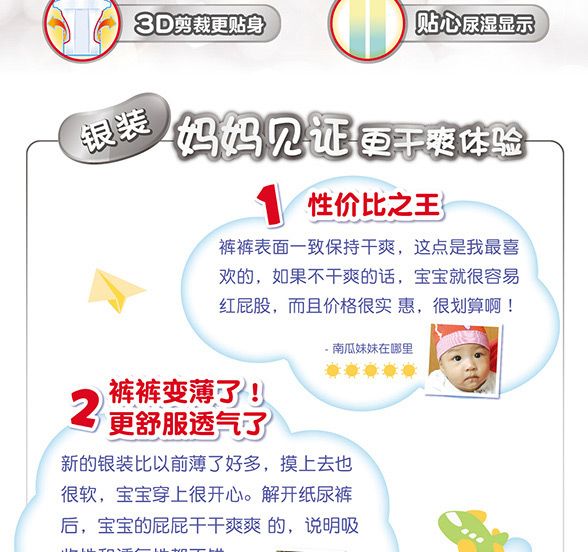 3D剪裁更贴身
贴心尿湿显示
银装 妈妈见证 更干爽体验
1 性价比之王
裤裤表面一致保持干爽，这点是我最喜
欢的，如果不干爽的话，宝宝就很容易
红屁股，而且价格很实 惠，很划算啊！
- 南瓜妹妹在哪里
2 裤裤变薄了！
更舒服透气了
新的银装比以前薄了好多，摸上去也
很软，宝宝穿上很开心。解开纸尿裤
后，宝宝的屁屁干干爽爽 的，说明吸